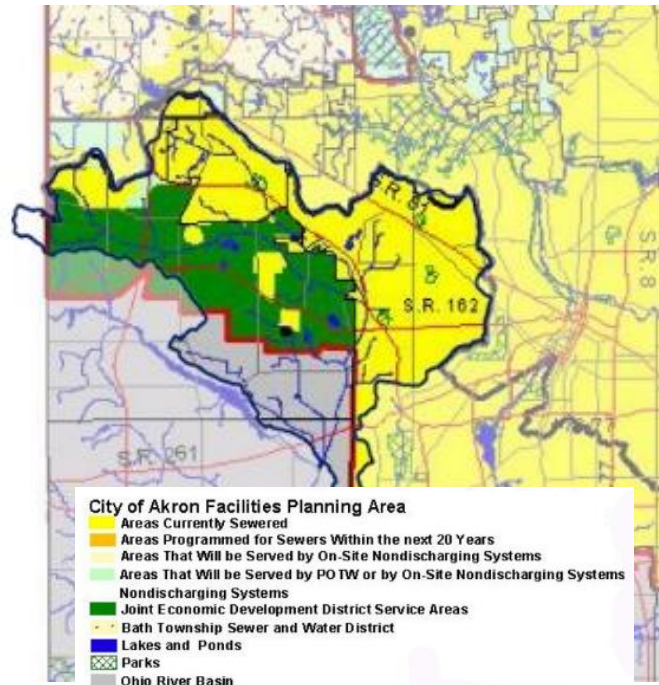 S.R. 8
S.R. 162
S.R. 8
S.R. 261
City of Akron Facilities Planning Area
Areas Currently Sewered
Areas Programmed for Sewers Within the next 20 Years
Areas That Will be Served by On-Site Nondischarging Systems
Areas That Will be Served by POTW or by On-Site Nondischarging Systems
Nondischarging Systems
Joint Economic Development District Service Areas
Bath Township Sewer and Water District
Lakes and Ponds
Parks
Ohio River Basin